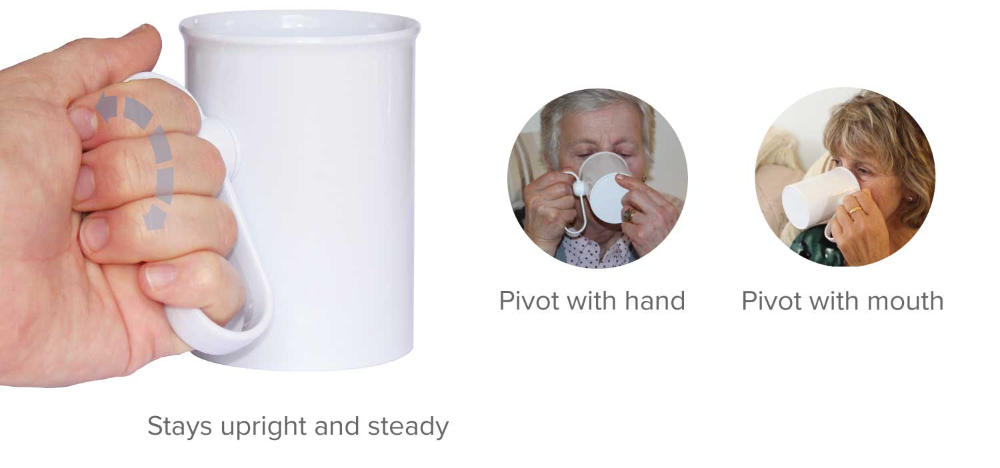 Pivot with hand
Pivot with mouth
Stays upright and steady